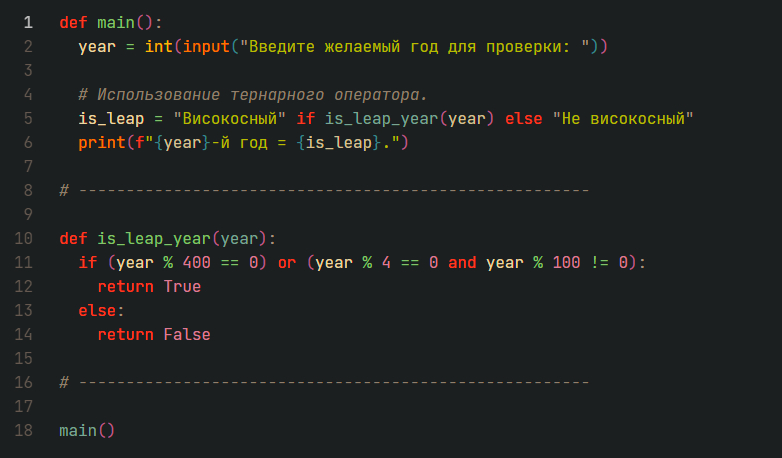 1 def main():
2   year = int(input("Введите желаемый год для проверки: "))
3
4   # Использование тернарного оператора.
5   is_leap = "Високосный" if is_leap_year(year) else "Не високосный"
6   print(f"{year}-й год = {is_leap}.")
7
8 # ------------------------------------------------------
9
10 def is_leap_year(year):
11   if (year % 400 == 0) or (year % 4 == 0 and year % 100 != 0):
12     return True
13   else:
14     return False
15
16 # ------------------------------------------------------
17
18 main()